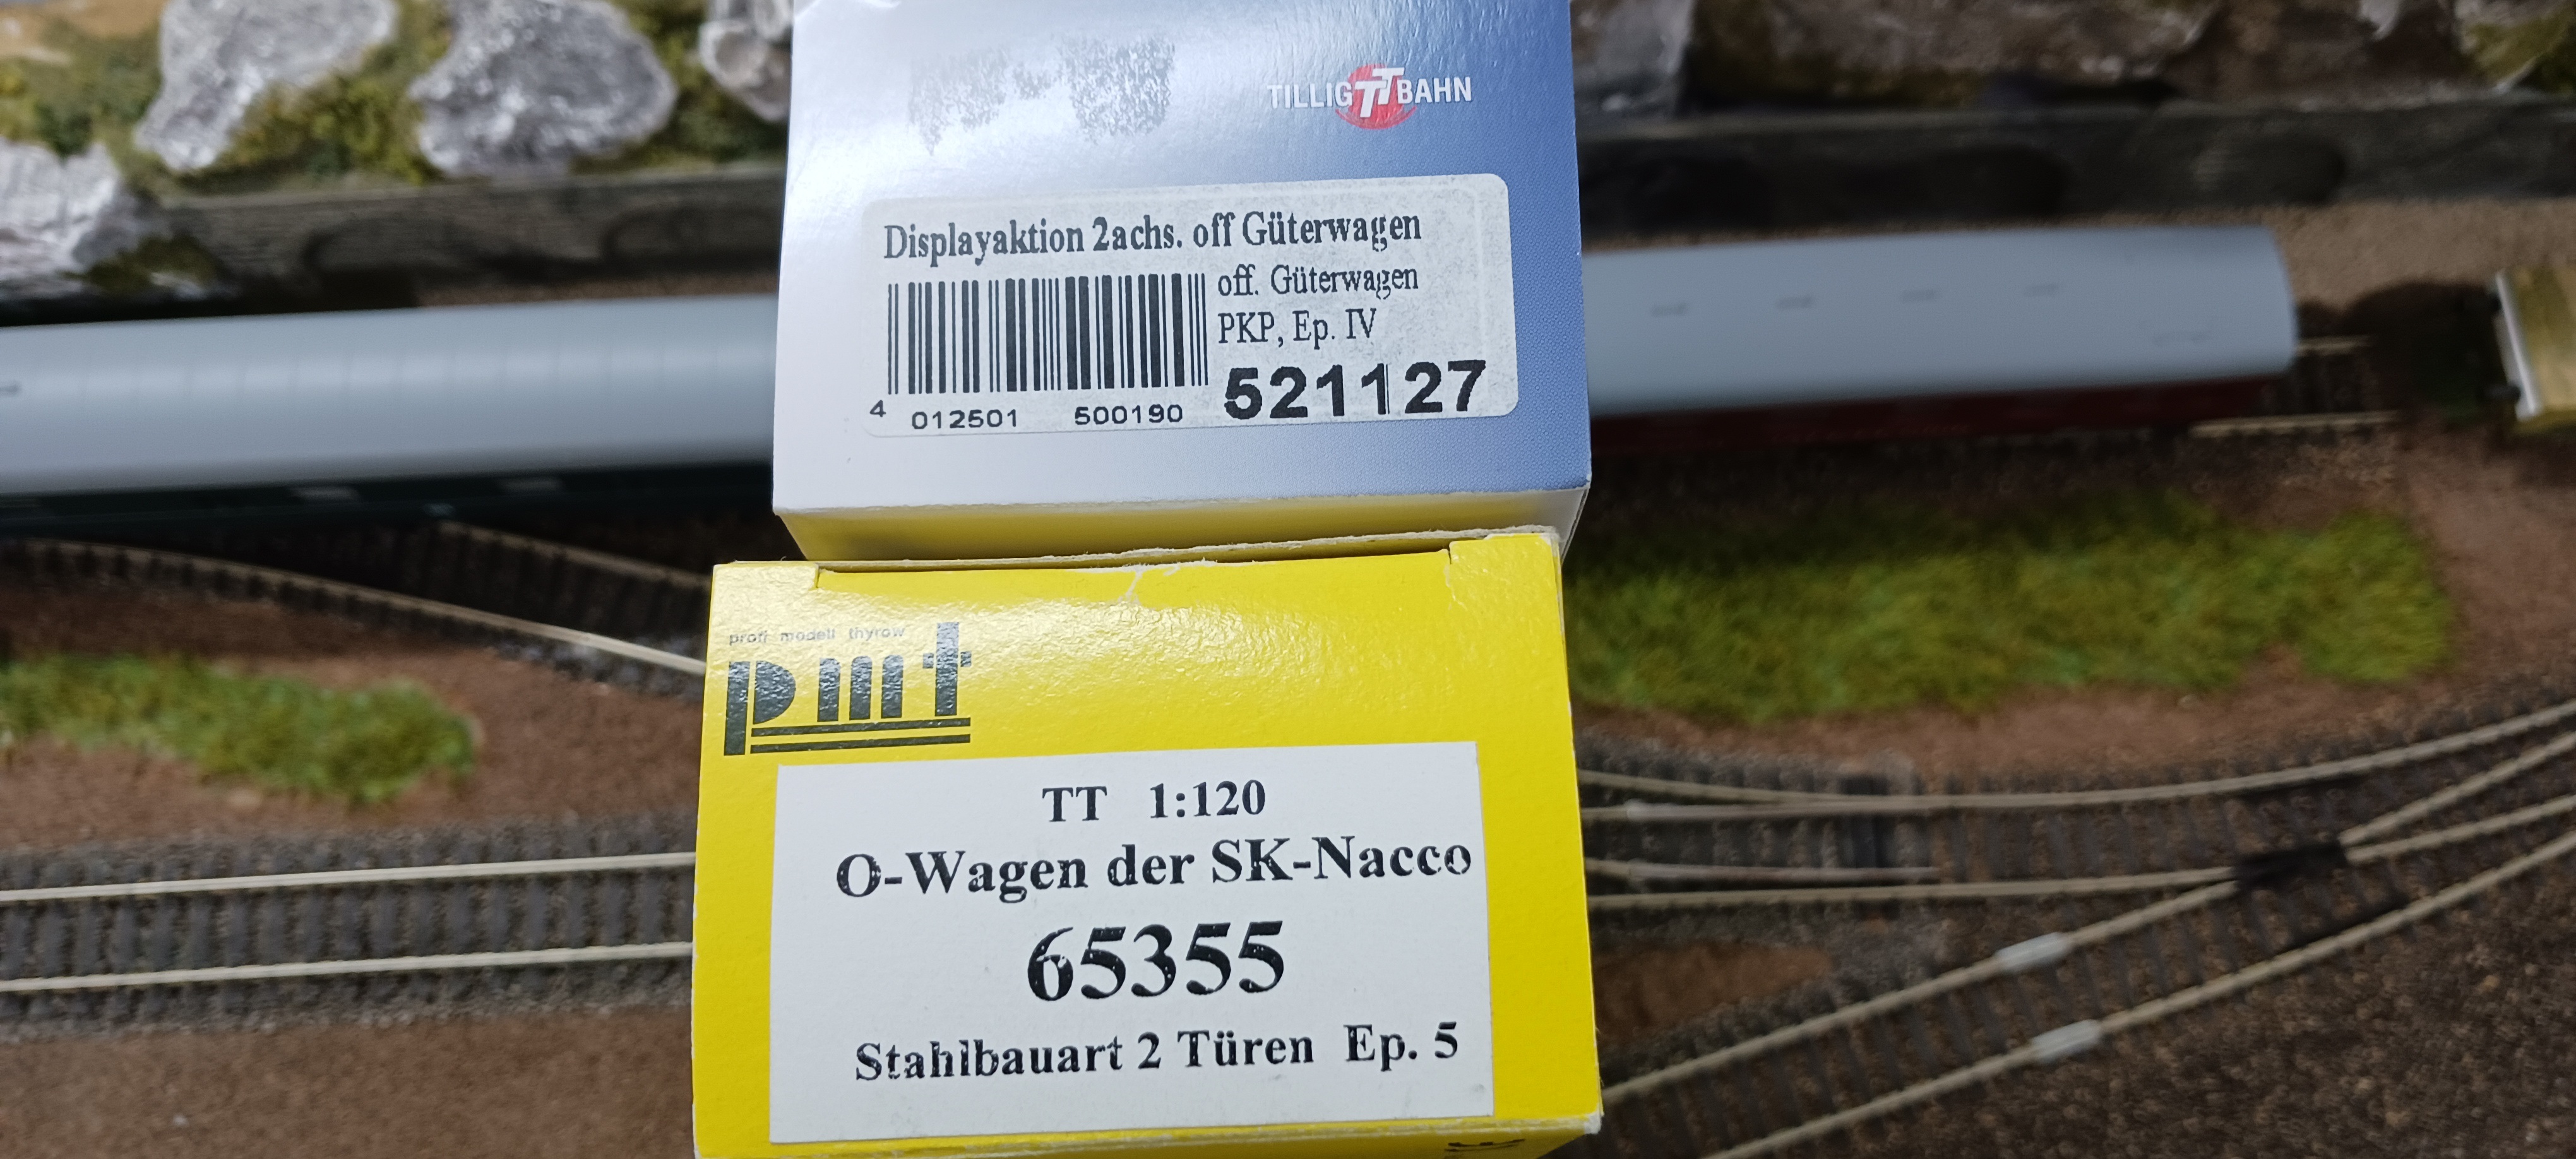 TILLIG TT BAHN
Displayaktion 2achs. off Güterwagen
off. Güterwagen
PKP, Ep. IV
521127
4 012501 500190
profi modell thyrow
pmt
TT 1:120
O-Wagen der SK-Nacco
65355
Stahlbauart 2 Türen Ep. 5